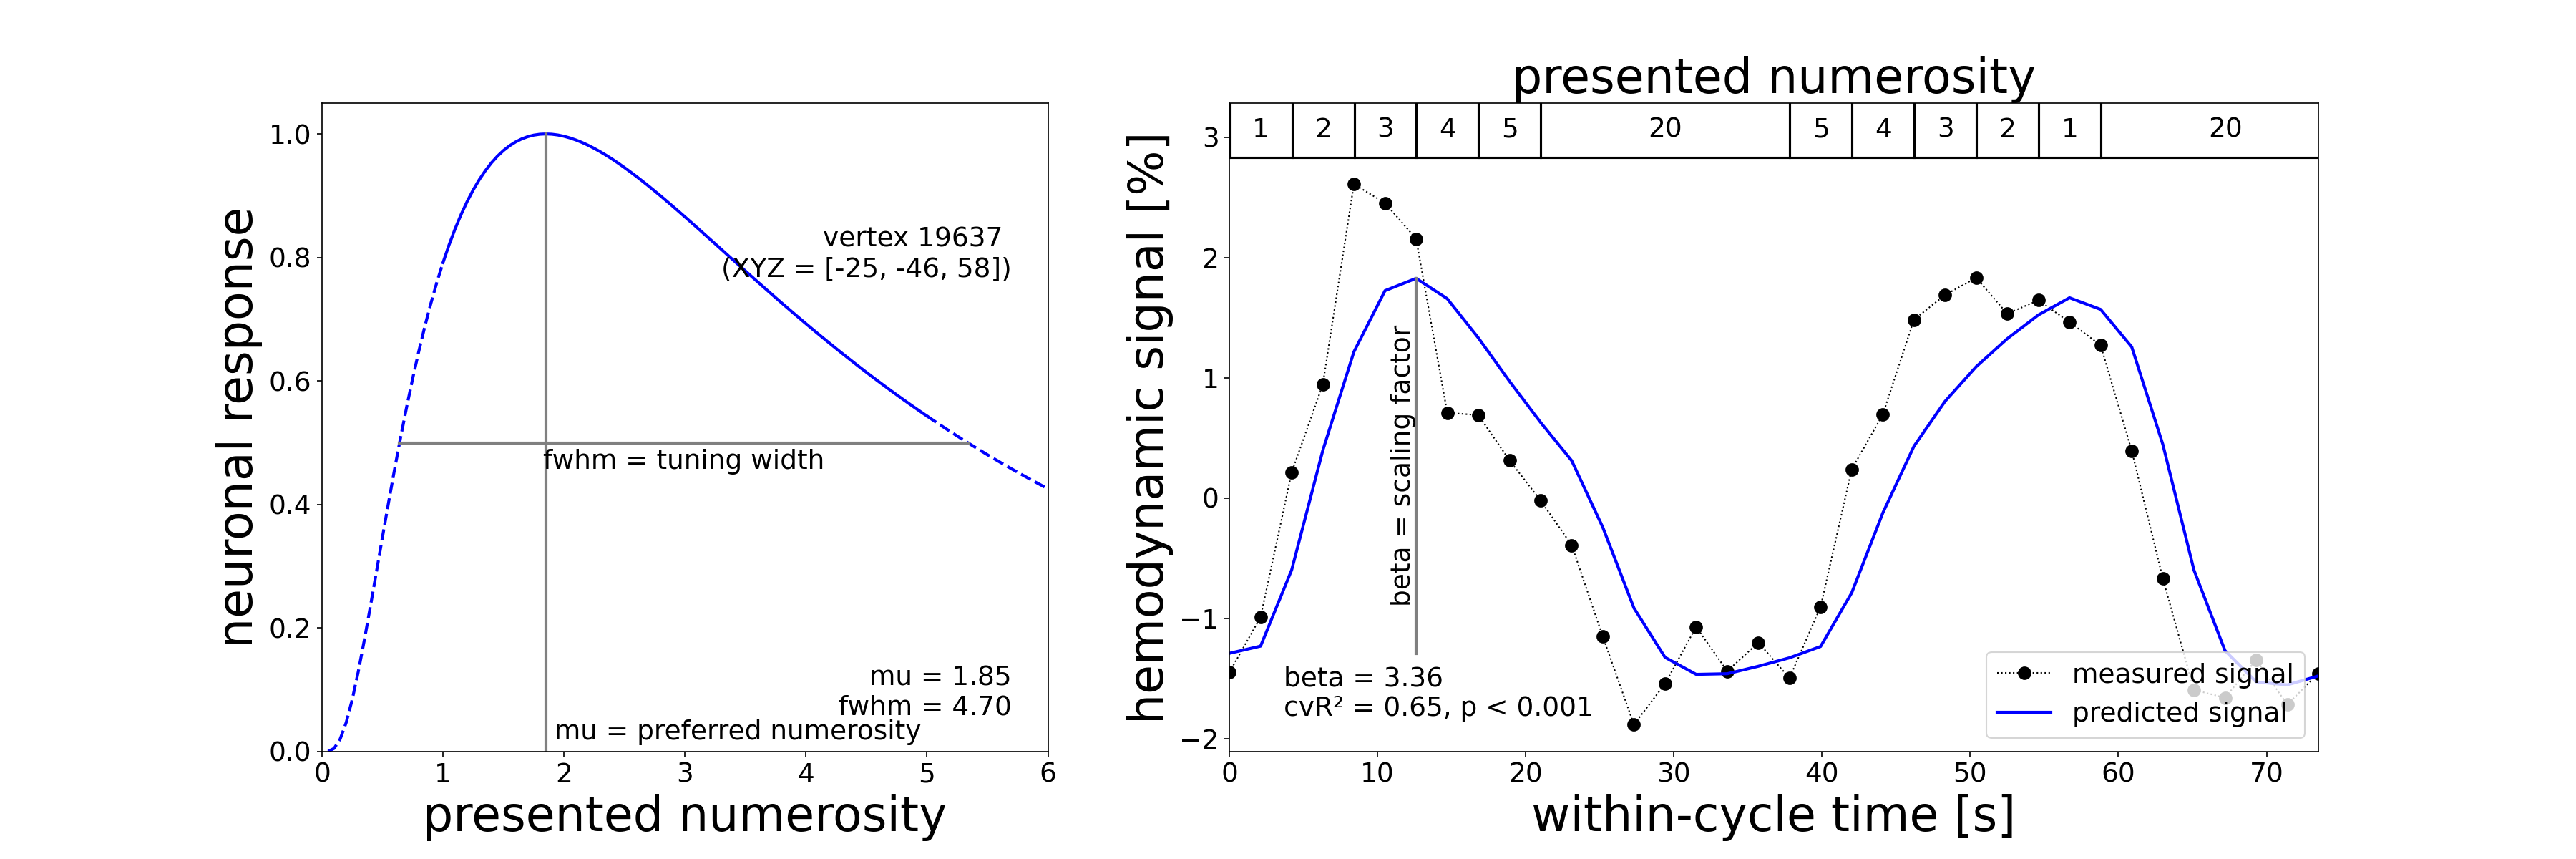 neuronal response
1.0
0.8
0.6
0.4
0.2
0.0
vertex 19637
(XYZ = [-25, -46, 58])
fwhm = tuning width
mu = 1.85
fwhm = 4.70
mu = preferred numerosity
0 1 2 3 4 5 6
presented numerosity
presented numerosity
1 2 3 4 5 20 5 4 3 2 1 20
hemodynamic signal [%]
3
2
1
0
−1
−2
beta = scaling factor
beta = 3.36
cvR² = 0.65, p < 0.001
measured signal
predicted signal
0 10 20 30 40 50 60 70
within-cycle time [s]